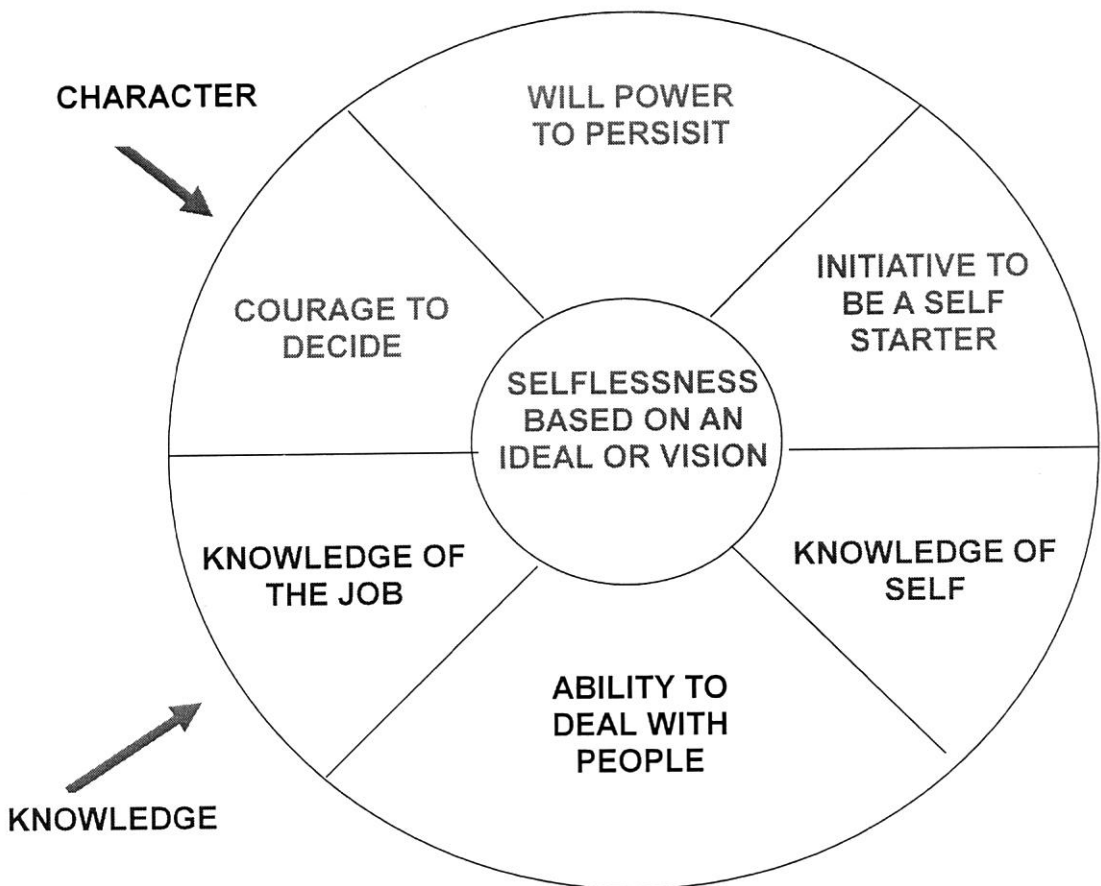 CHARACTER
WILL POWER
TO PERSISIT
COURAGE TO
DECIDE
INITIATIVE TO
BE A SELF
STARTER
SELFLESSNESS
BASED ON AN
IDEAL OR VISION
KNOWLEDGE OF
THE JOB
KNOWLEDGE OF
SELF
ABILITY TO
DEAL WITH
PEOPLE
KNOWLEDGE